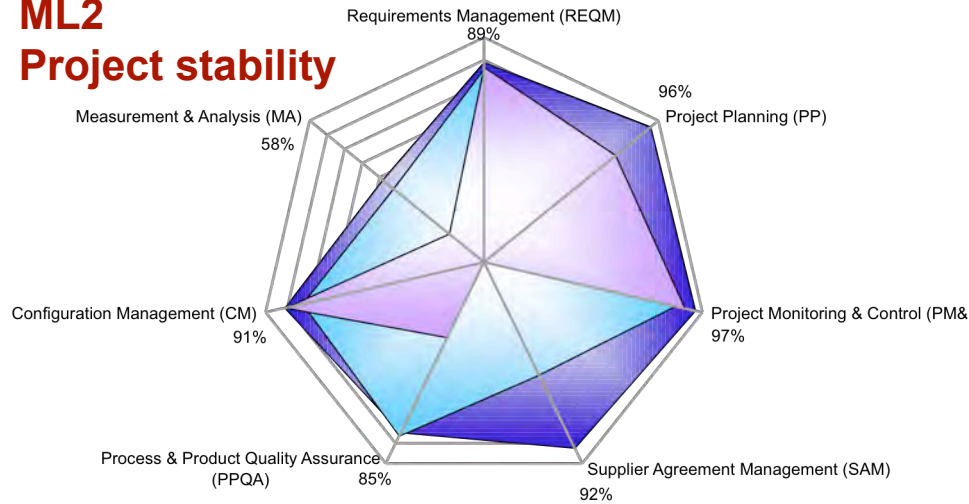 ML2
Project stability
Requirements Management (REQM)
89%
96%
Project Planning (PP)
Measurement & Analysis (MA)
58%
Configuration Management (CM)
91%
Project Monitoring & Control (PM&
97%
Process & Product Quality Assurance
(PPQA)
85%
Supplier Agreement Management (SAM)
92%